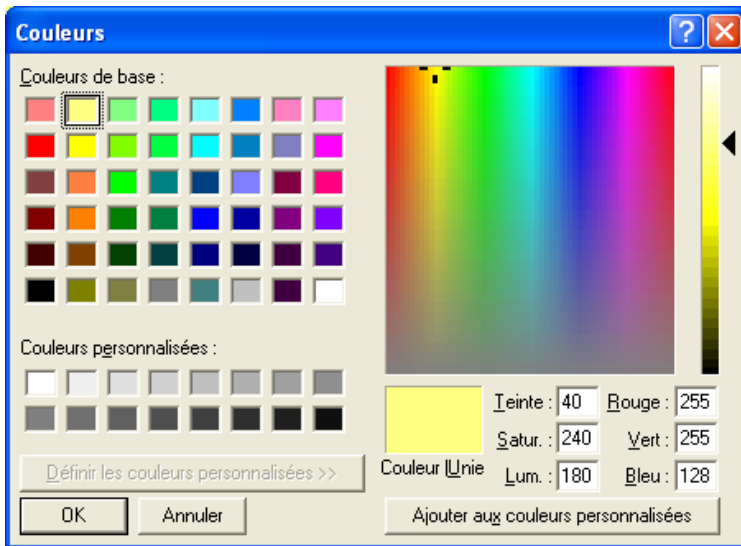 Couleurs
Couleurs de base :
Couleurs personnalisées :
Définir les couleurs personnalisées >>
OK
Annuler
Couleur|Unie
Teinte : 40 Rouge : 255
Satur. : 240 Vert : 255
Lum. : 180 Bleu : 128
Ajouter aux couleurs personnalisées